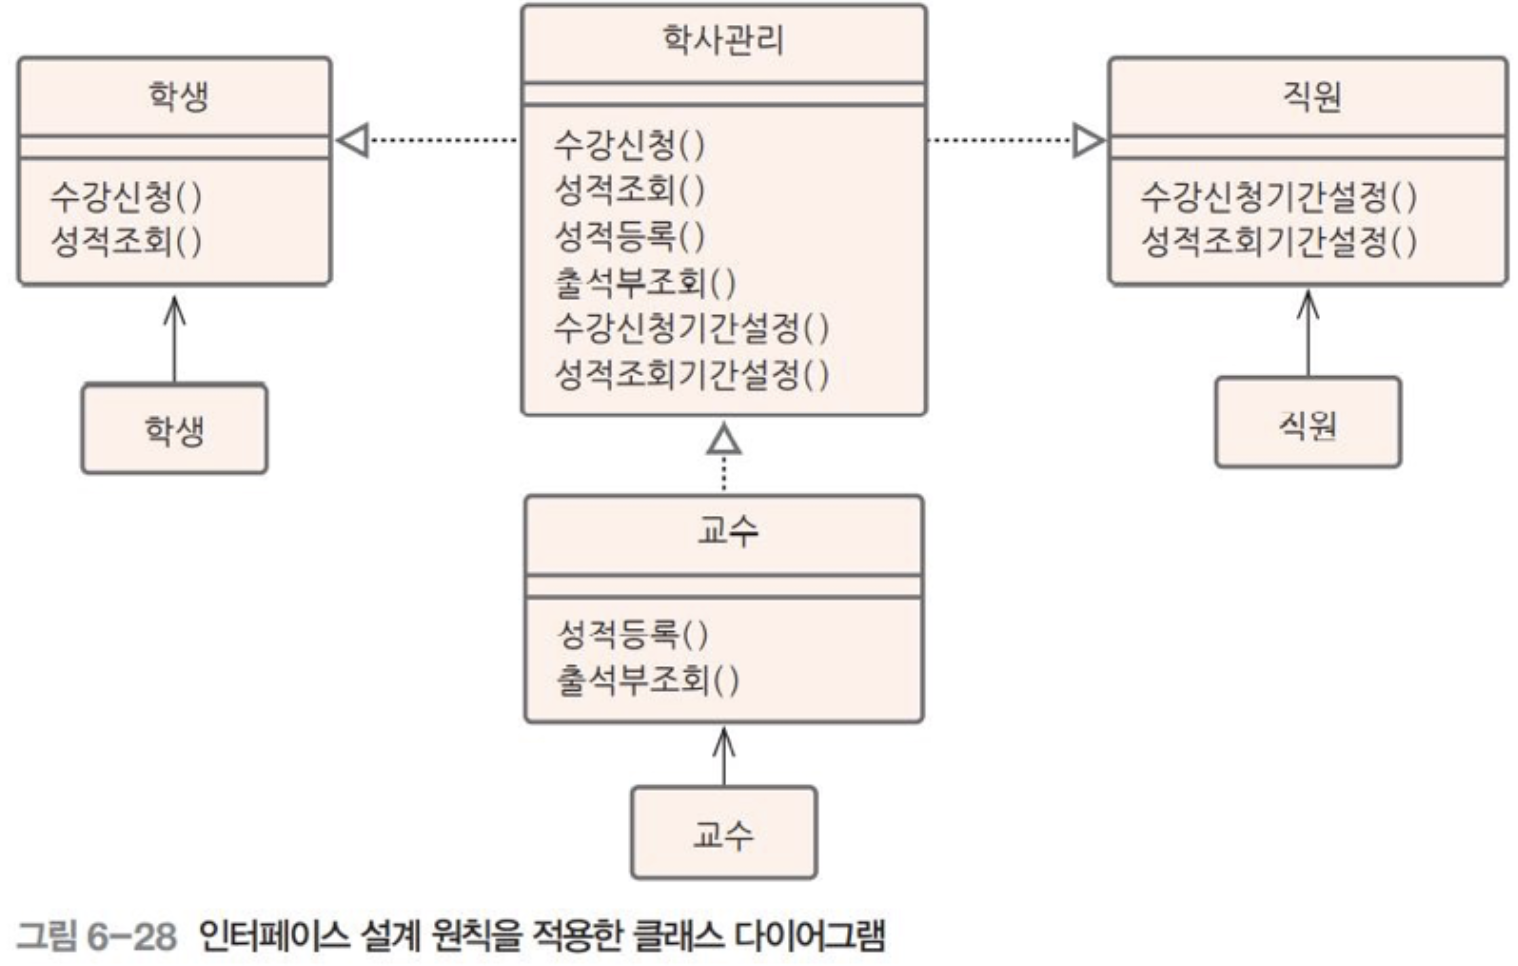 학사관리
수강신청()
성적조회()
성적등록()
출석부조회()
수강신청기간설정()
성적조회기간설정()
학생
수강신청()
성적조회()
학생
직원
수강신청기간설정()
성적조회기간설정()
직원
교수
성적등록()
출석부조회()
교수
그림 6-28 인터페이스 설계 원칙을 적용한 클래스 다이어그램